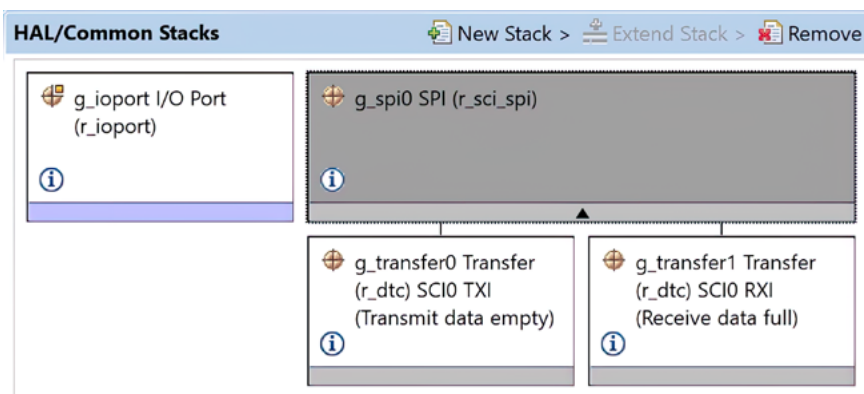 HAL/Common Stacks
New Stack > Extend Stack > Remove
g_ioport I/O Port
(r_ioport)
g_spi0 SPI (r_sci_spi)
g_transfer0 Transfer
(r_dtc) SCI0 TXI
(Transmit data empty)
g_transfer1 Transfer
(r_dtc) SCI0 RXI
(Receive data full)